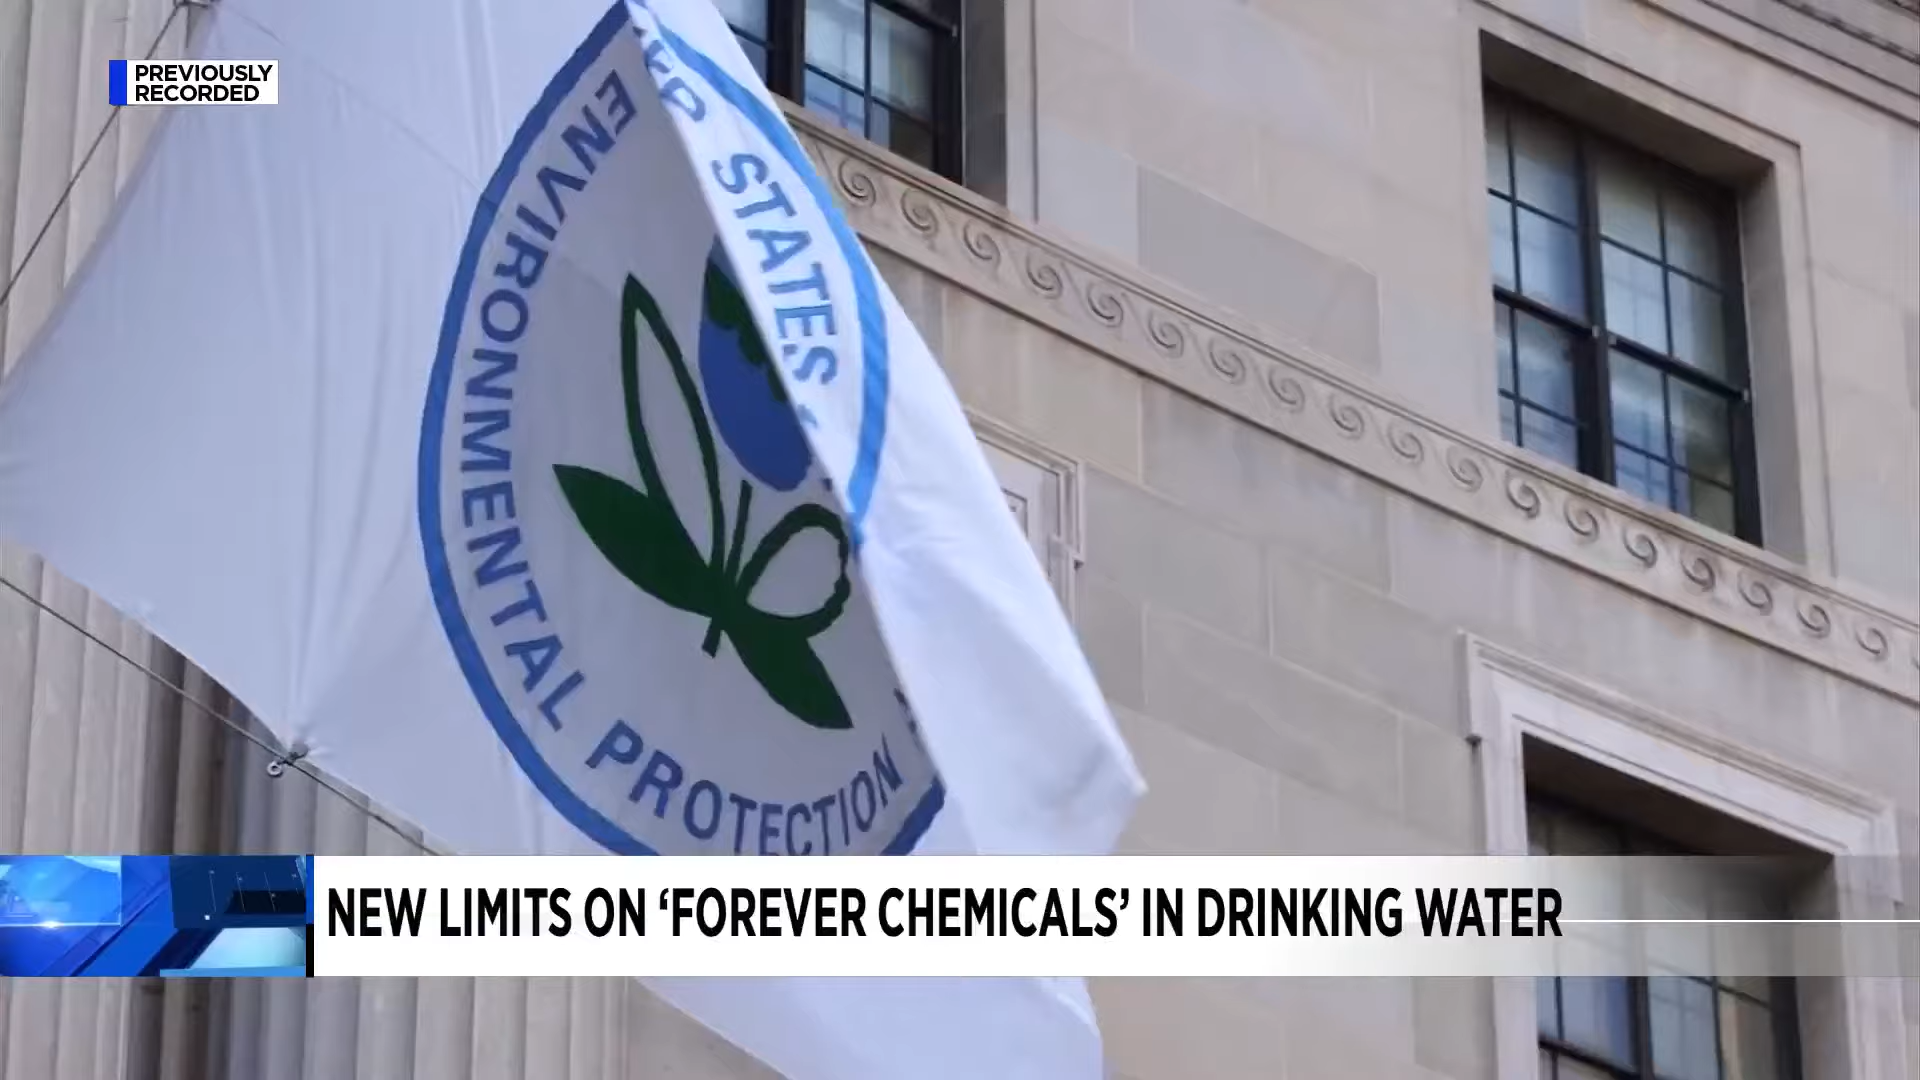 PREVIOUSLY
RECORDED
STATES
ENVIRONMENTAL PROTECTION
NEW LIMITS ON ‘FOREVER CHEMICALS’ IN DRINKING WATER